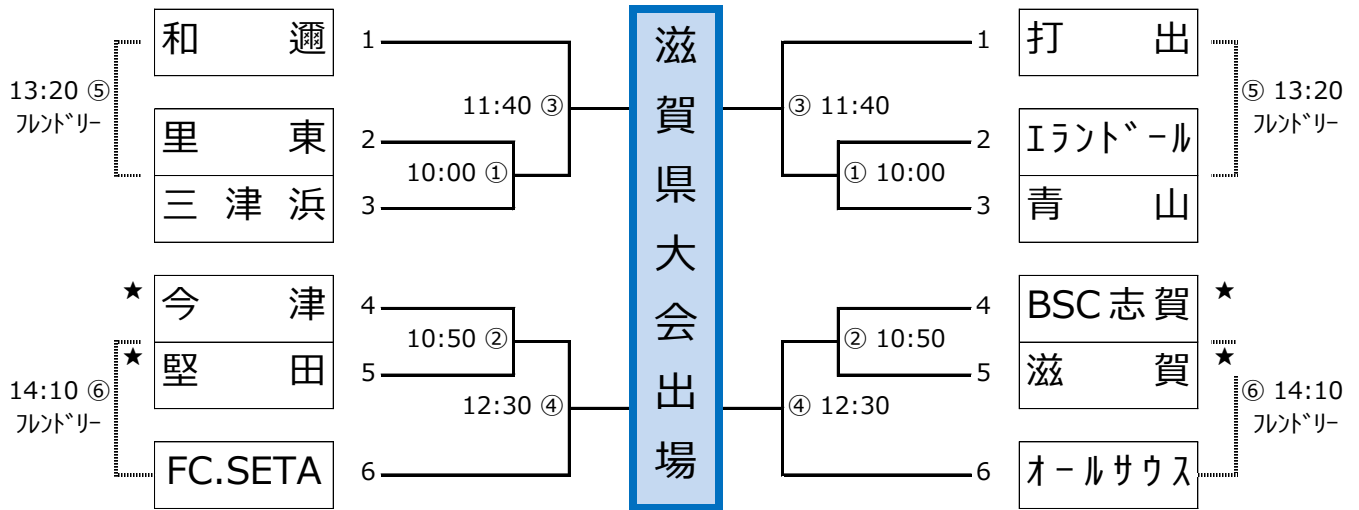 和 邇 1
13:20 ⑤
ﾌﾚﾝﾄﾞﾘｰ
11:40 ③
里 東 2
10:00 ①
三 津 浜 3
★ 今 津 4
10:50 ②
★ 堅 田 5
14:10 ⑥
ﾌﾚﾝﾄﾞﾘｰ
12:30 ④
FC.SETA 6
滋賀県大会出場
1 打 出
⑤ 13:20
ﾌﾚﾝﾄﾞﾘｰ
③ 11:40
2 Iﾗﾝﾄﾞｰﾙ
① 10:00
3 青 山
4 BSC志賀 ★
② 10:50
5 滋 賀 ★
⑥ 14:10
ﾌﾚﾝﾄﾞﾘｰ
④ 12:30
6 ｵｰﾙｻｳｽ